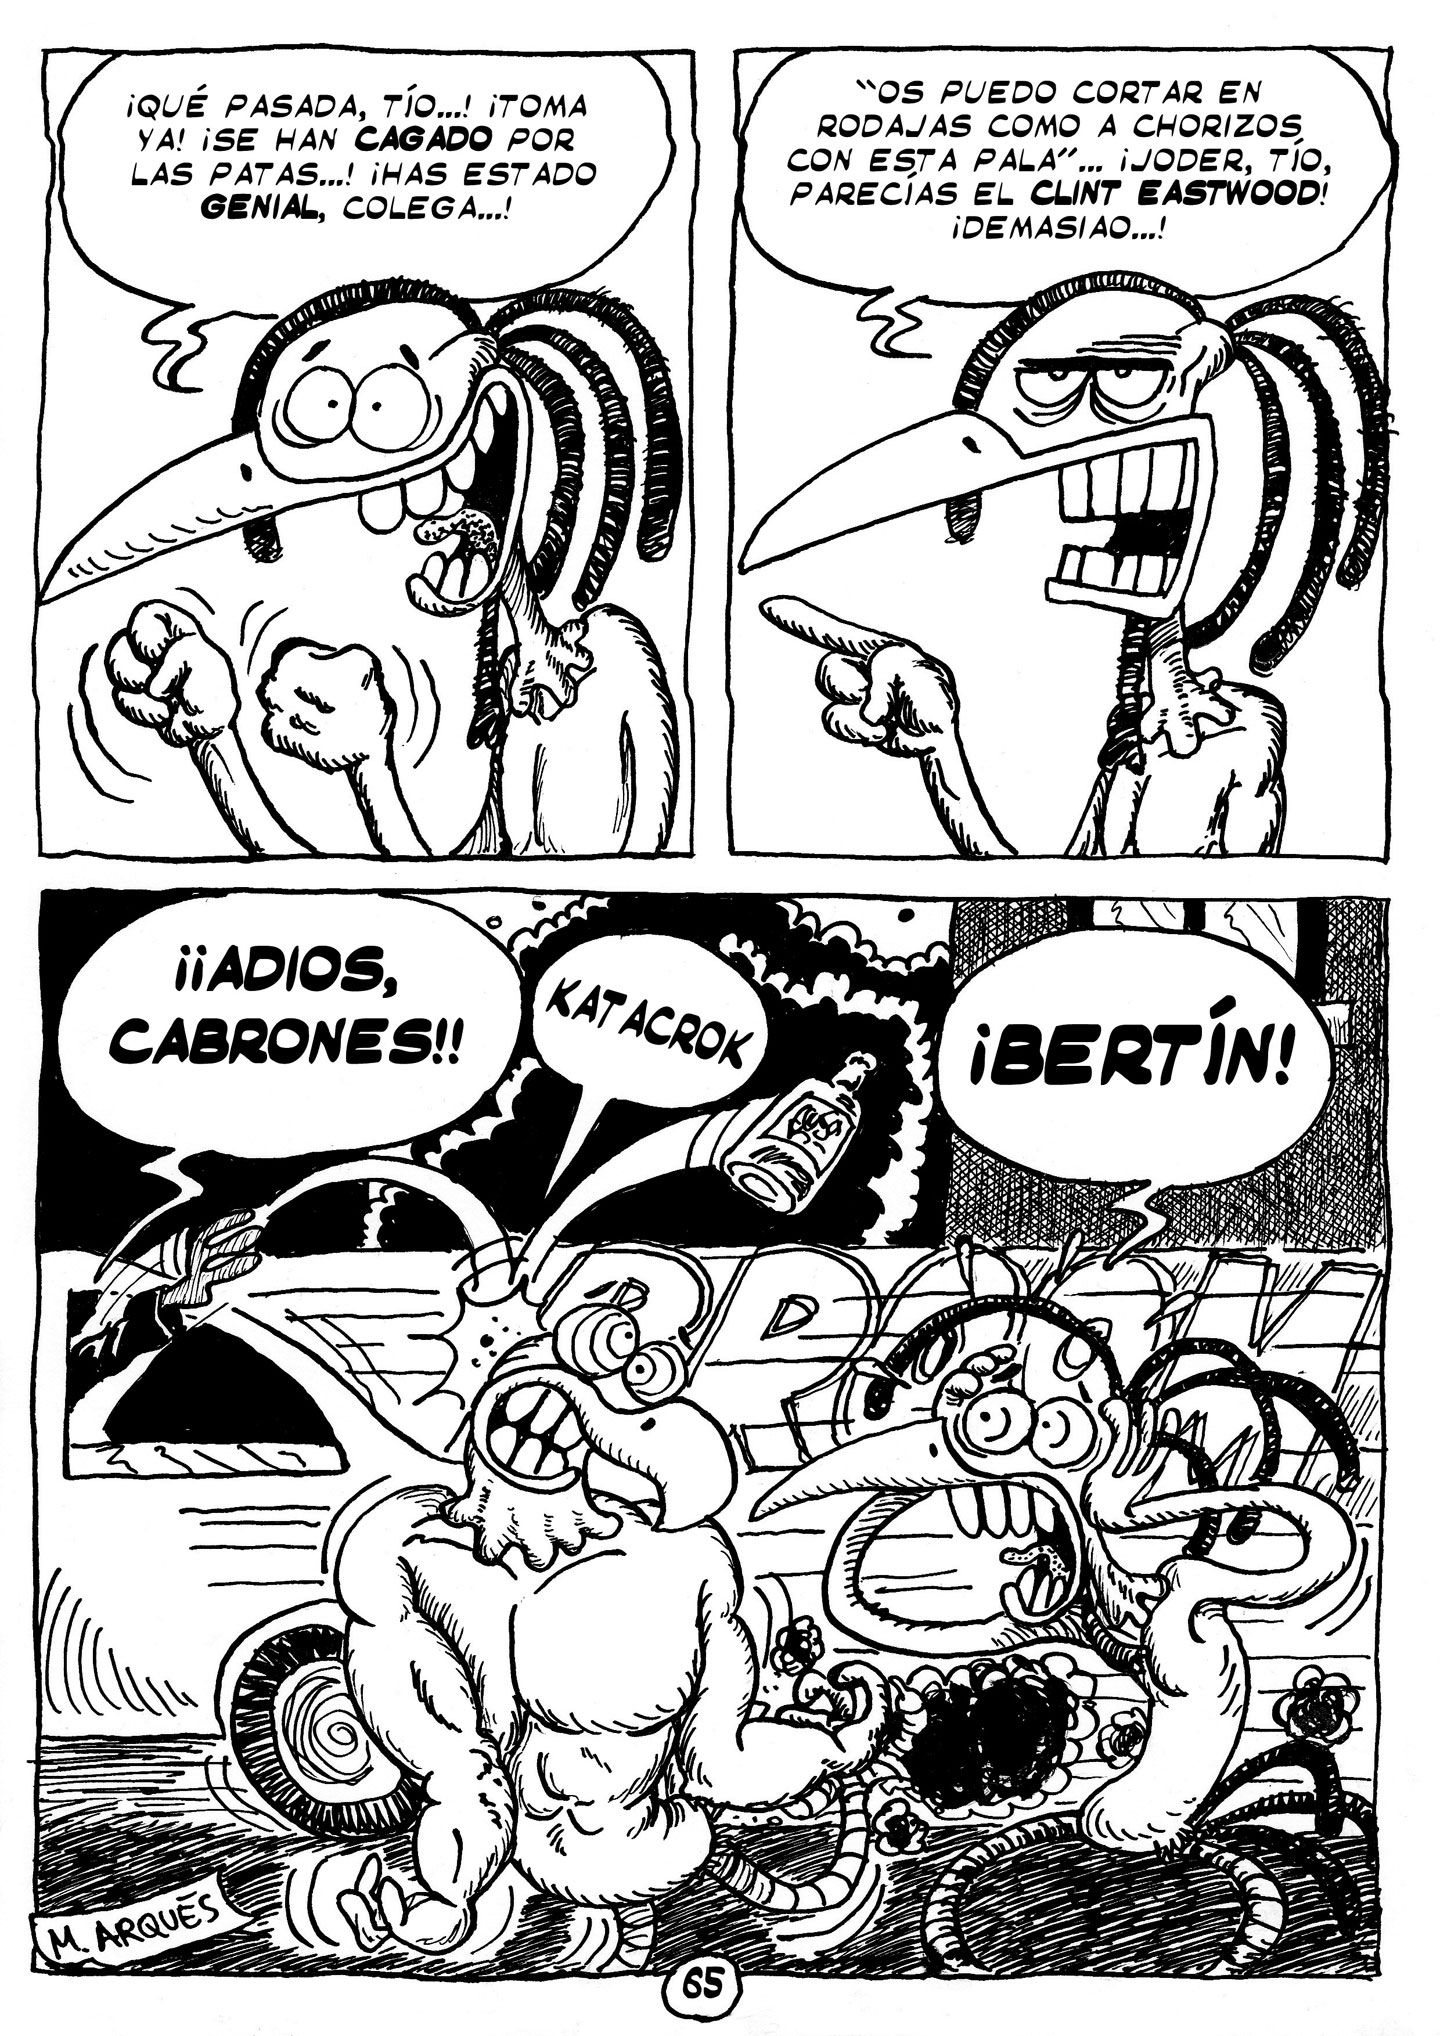 ¡QUÉ PASADA, TÍO...! ¡TOMA
YA! ¡SE HAN CAGADO POR
LAS PATAS...! ¡HAS ESTADO
GENIAL, COLEGA...!
“OS PUEDO CORTAR EN
RODAJAS COMO A CHORIZOS
CON ESTA PALA”... ¡JODER, TÍO,
PARECÍAS EL CLINT EASTWOOD!
¡DEMASIAO...!
¡¡ADIOS,
CABRONES!!
KATACROK
¡BERTÍN!
M. ARQUÉS
65